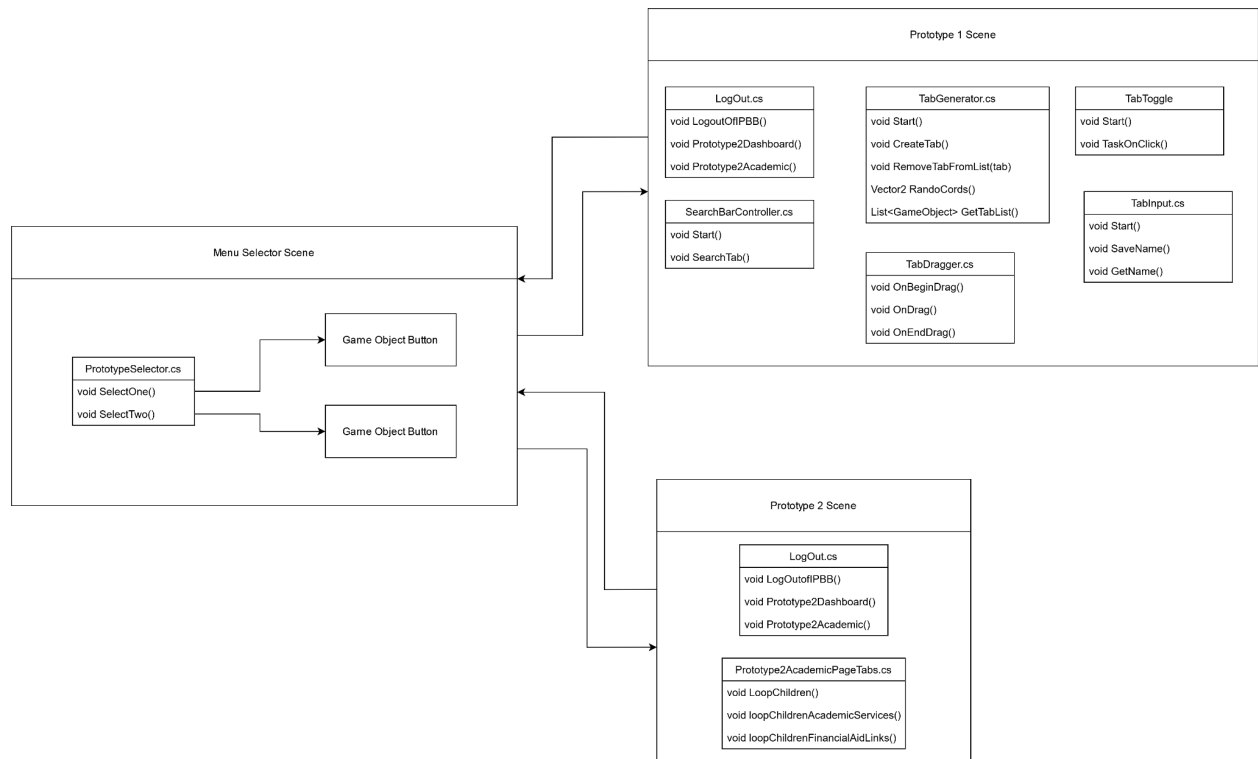 Prototype 1 Scene
LogOut.cs
void LogoutOfIPBB()
void Prototype2Dashboard()
void Prototype2Academic()
TabGenerator.cs
void Start()
void CreateTab()
void RemoveTabFromList(tab)
Vector2 RandoCords()
List<GameObject> GetTabList()
TabToggle
void Start()
void TaskOnClick()
SearchBarController.cs
void Start()
void SearchTab()
TabDragger.cs
void OnBeginDrag()
void OnDrag()
void OnEndDrag()
TabInput.cs
void Start()
void SaveName()
void GetName()
Menu Selector Scene
PrototypeSelector.cs
void SelectOne()
void SelectTwo()
Game Object Button
Game Object Button
Prototype 2 Scene
LogOut.cs
void LogOutofIPBB()
void Prototype2Dashboard()
void Prototype2Academic()
Prototype2AcademicPageTabs.cs
void LoopChildren()
void loopChildrenAcademicServices()
void loopChildrenFinancialAidLinks()